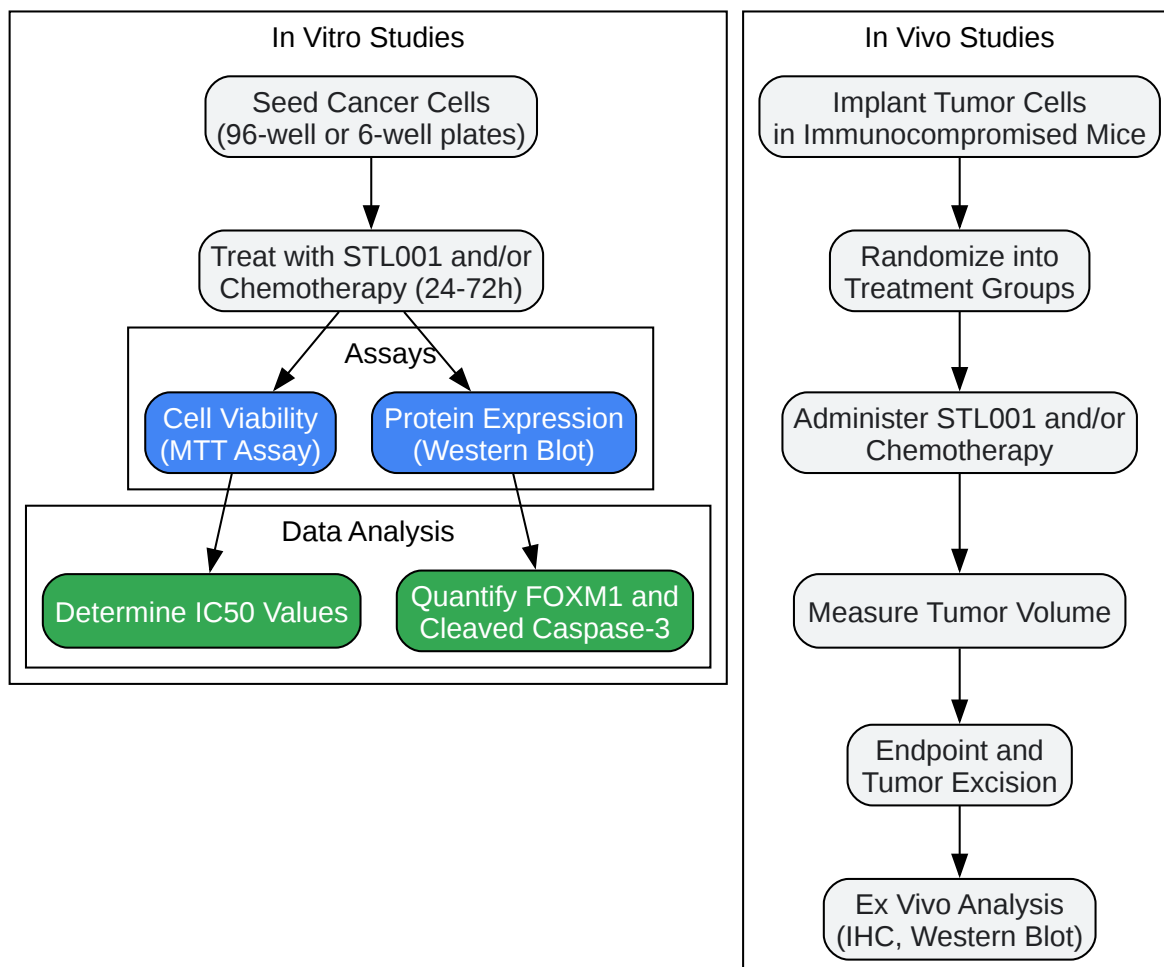 In Vitro Studies
Seed Cancer Cells
(96-well or 6-well plates)
Treat with STL001 and/or
Chemotherapy (24-72h)
Assays
Cell Viability
(MTT Assay)
Protein Expression
(Western Blot)
Data Analysis
Determine IC50 Values
Quantify FOXM1 and
Cleaved Caspase-3
In Vivo Studies
Implant Tumor Cells
in Immunocompromised Mice
Randomize into
Treatment Groups
Administer STL001 and/or
Chemotherapy
Measure Tumor Volume
Endpoint and
Tumor Excision
Ex Vivo Analysis
(IHC, Western Blot)